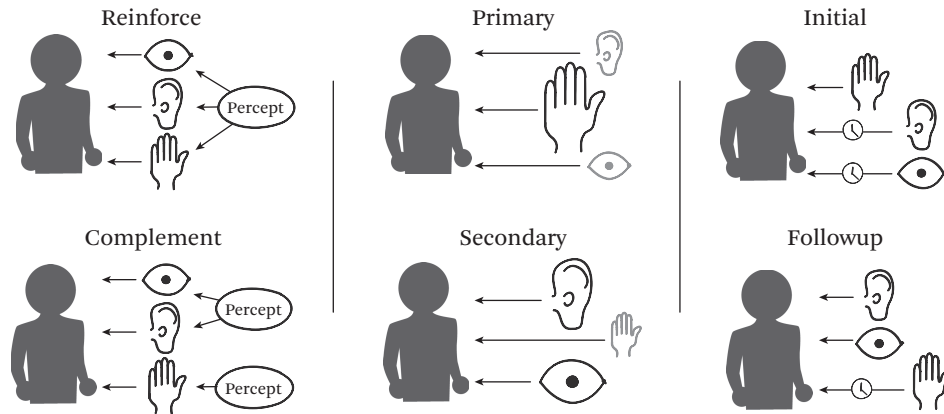 Reinforce
Percept
Primary
Initial
Complement
Percept
Percept
Secondary
Followup